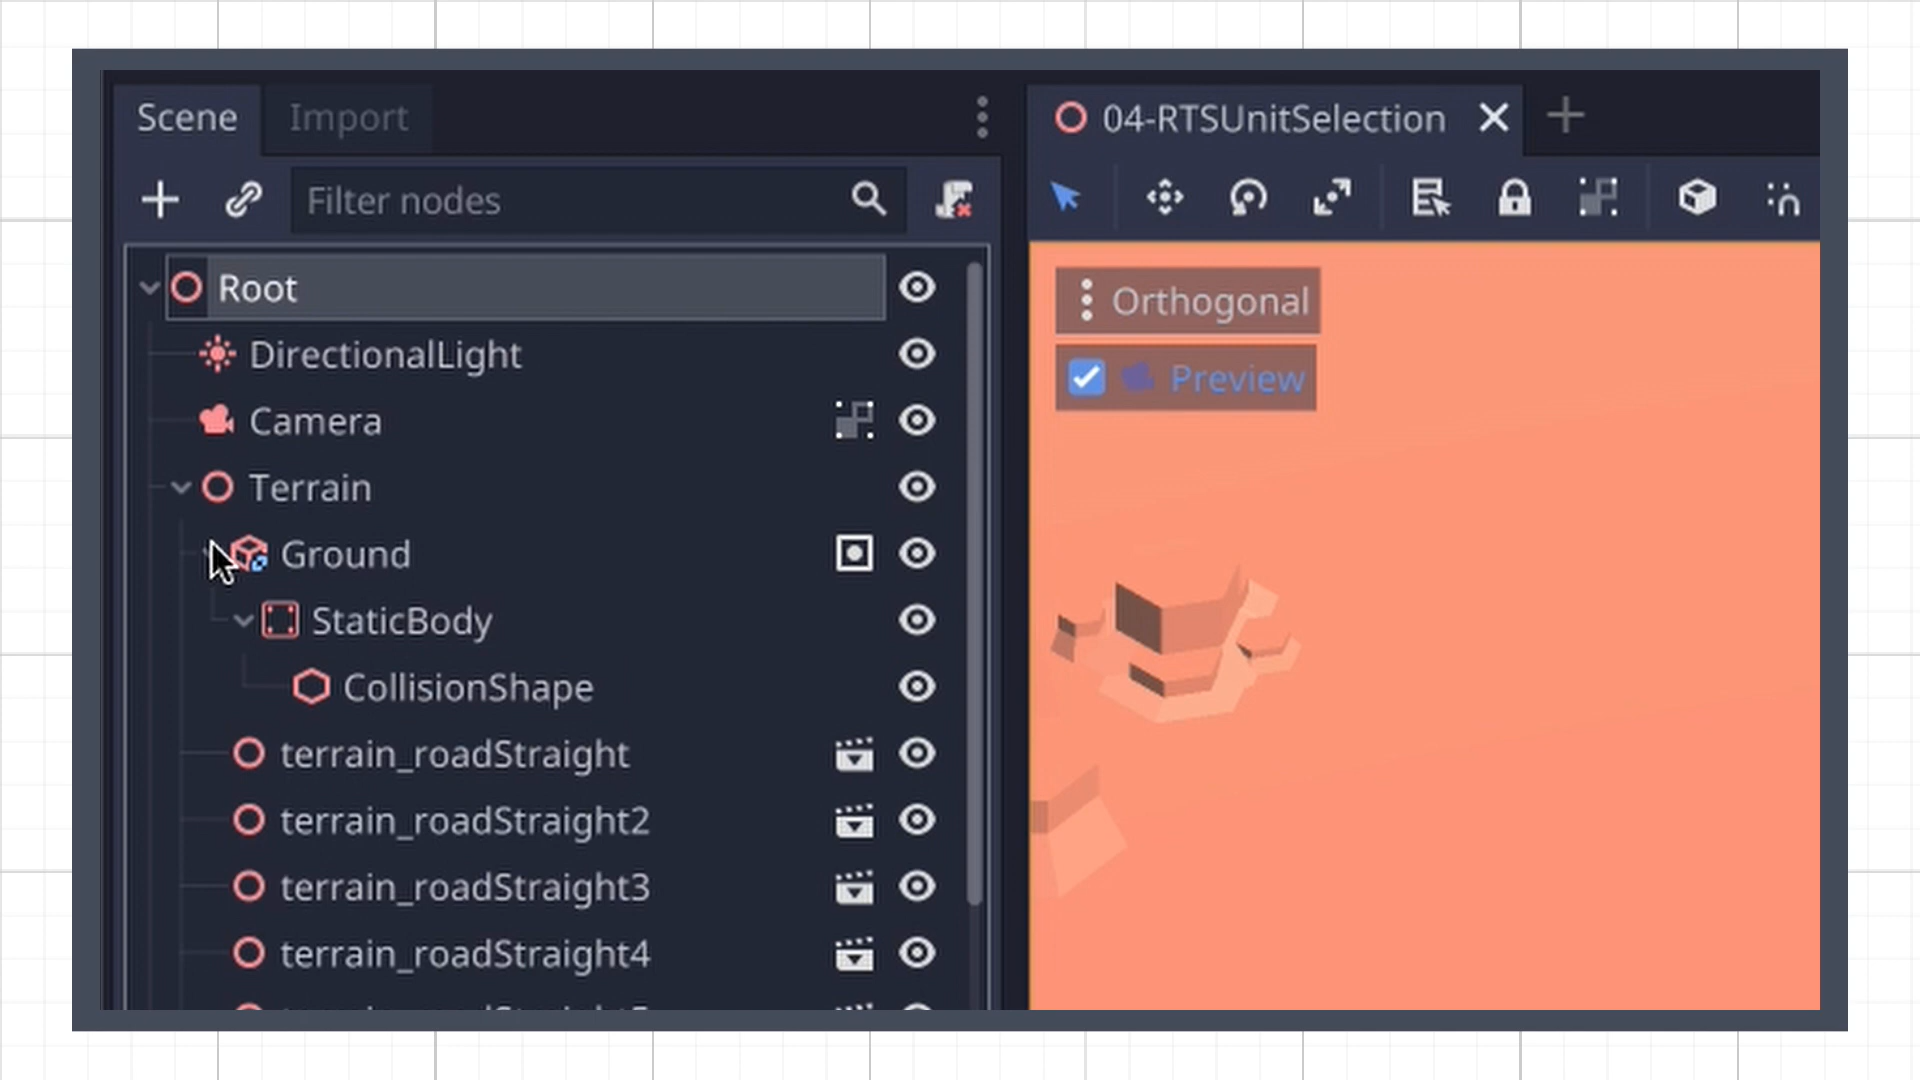 Scene
Import
04-RTSUnitSelection
Filter nodes
Root
DirectionalLight
Camera
Terrain
Ground
StaticBody
CollisionShape
terrain_roadStraight
terrain_roadStraight2
terrain_roadStraight3
terrain_roadStraight4
Orthogonal
Preview